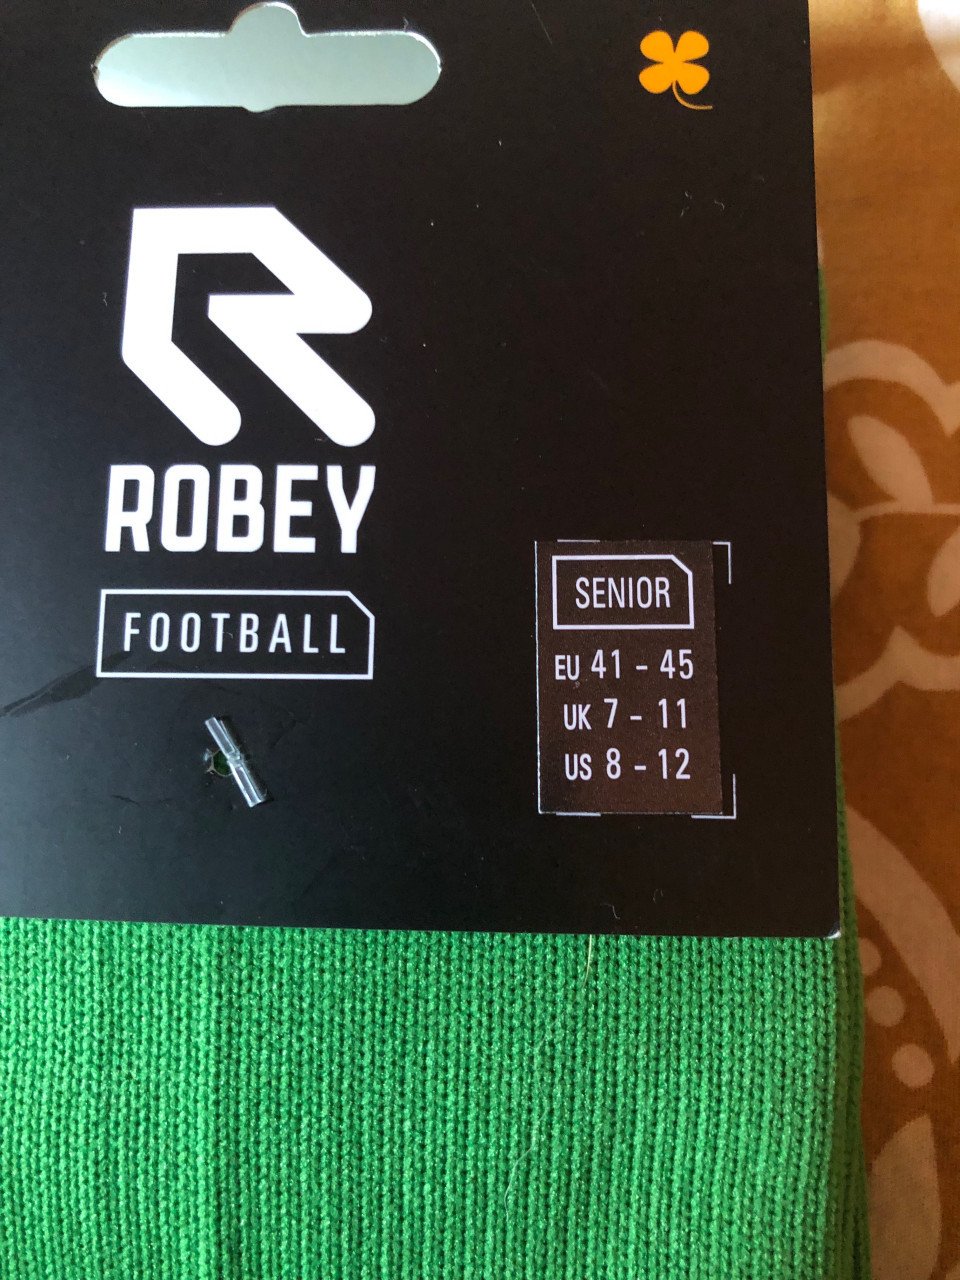 ROBEY
FOOTBALL
SENIOR
EU 41 - 45
UK 7 - 11
US 8 - 12